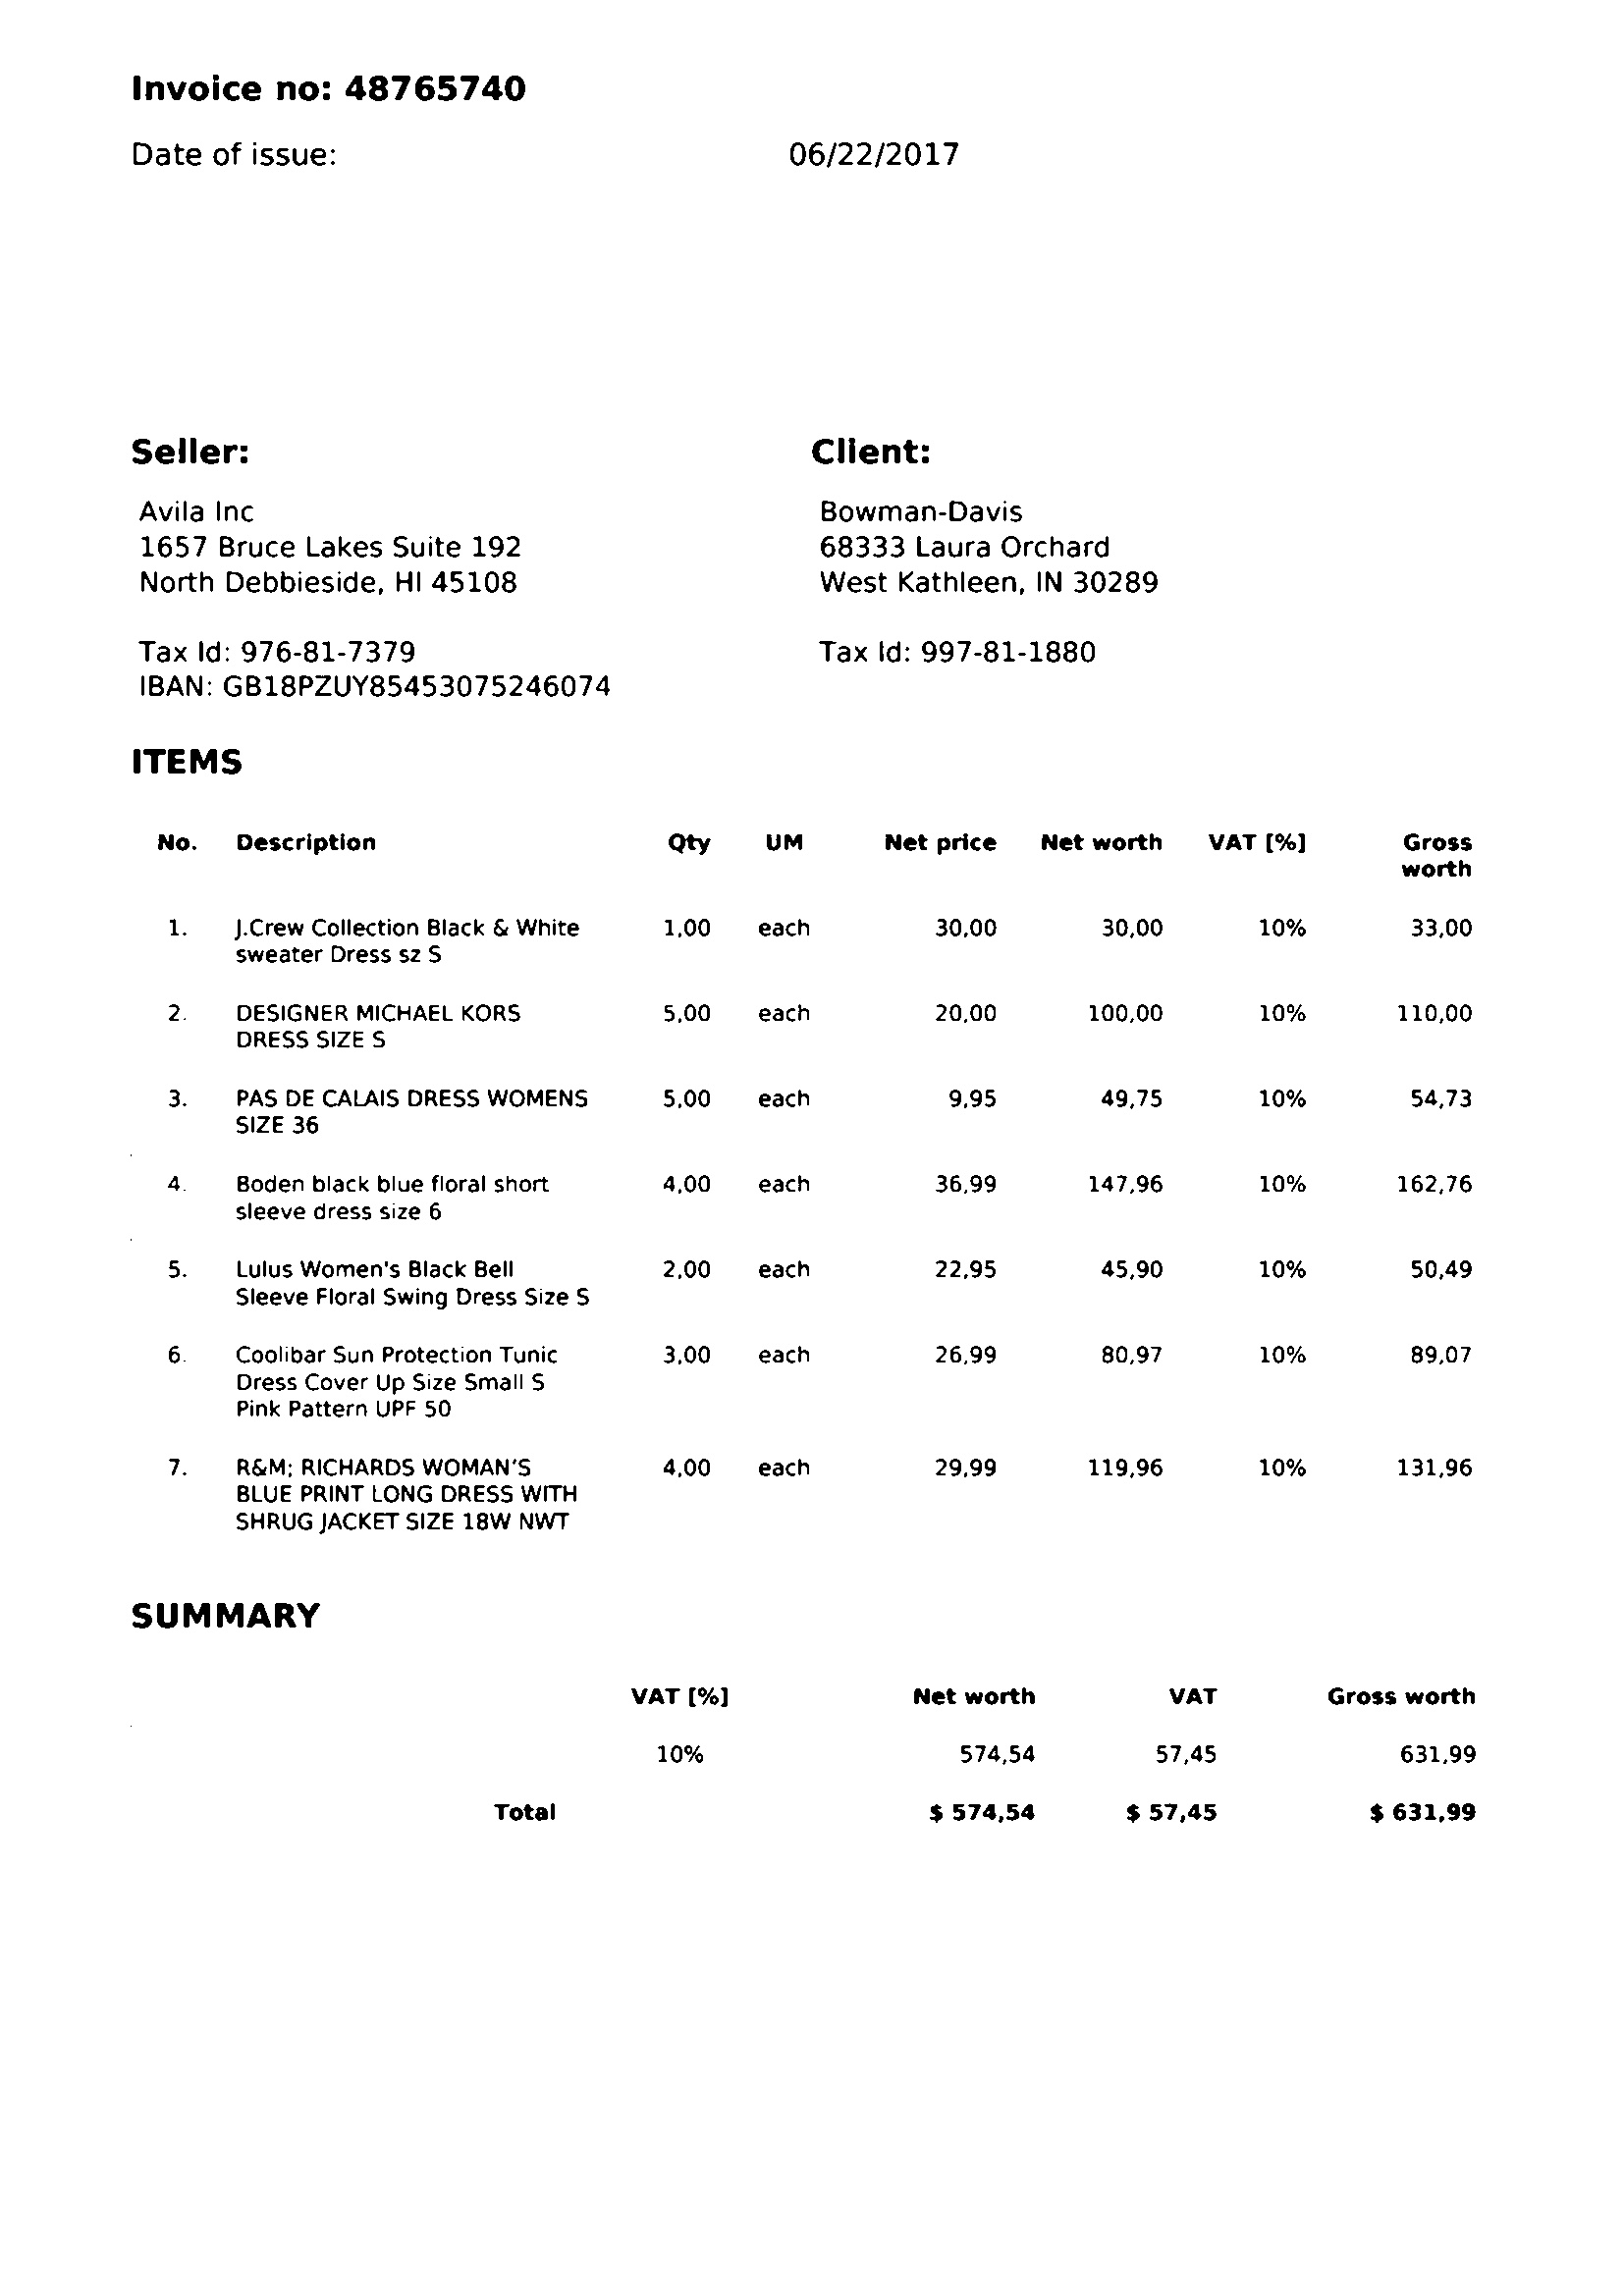 Invoice no: 48765740
Date of issue: 06/22/2017
Seller: Client:
Avila Inc Bowman-Davis
1657 Bruce Lakes Suite 192 68333 Laura Orchard
North Debbieside, HI 45108 West Kathleen, IN 30289
Tax Id: 976-81-7379 Tax Id: 997-81-1880
IBAN: GB18PZUY85453075246074
ITEMS
No. Description Qty UM Net price Net worth VAT [%] Gross
worth
1. J.Crew Collection Black & White 1,00 each 30,00 30,00 10% 33,00
sweater Dress sz S
2. DESIGNER MICHAEL KORS 5,00 each 20,00 100,00 10% 110,00
DRESS SIZE S
3. PAS DE CALAIS DRESS WOMENS 5,00 each 9,95 49,75 10% 54,73
SIZE 36
4. Boden black blue floral short 4,00 each 36,99 147,96 10% 162,76
sleeve dress size 6
5. Lulus Women's Black Bell 2,00 each 22,95 45,90 10% 50,49
Sleeve Floral Swing Dress Size S
6. Coolibar Sun Protection Tunic 3,00 each 26,99 80,97 10% 89,07
Dress Cover Up Size Small S
Pink Pattern UPF 50
7. R&M; RICHARDS WOMAN'S 4,00 each 29,99 119,96 10% 131,96
BLUE PRINT LONG DRESS WITH
SHRUG JACKET SIZE 18W NWT
SUMMARY
VAT [%] Net worth VAT Gross worth
10% 574,54 57,45 631,99
Total $ 574,54 $ 57,45 $ 631,99